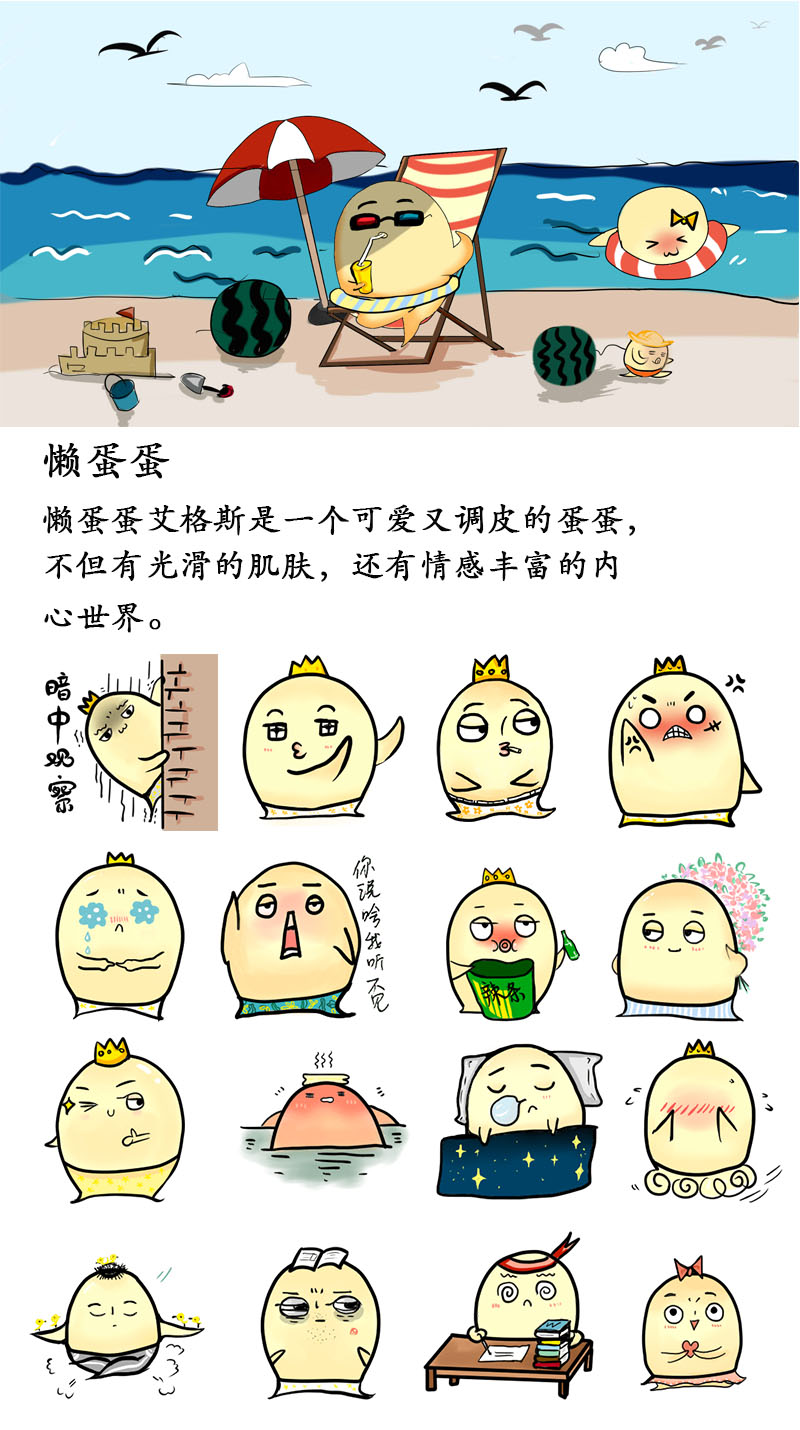 懒蛋蛋
懒蛋蛋艾格斯是一个可爱又调皮的蛋蛋，
不但有光滑的肌肤，还有情感丰富的内
心世界。
暗中观察
你说啥我听不见
辣条
W